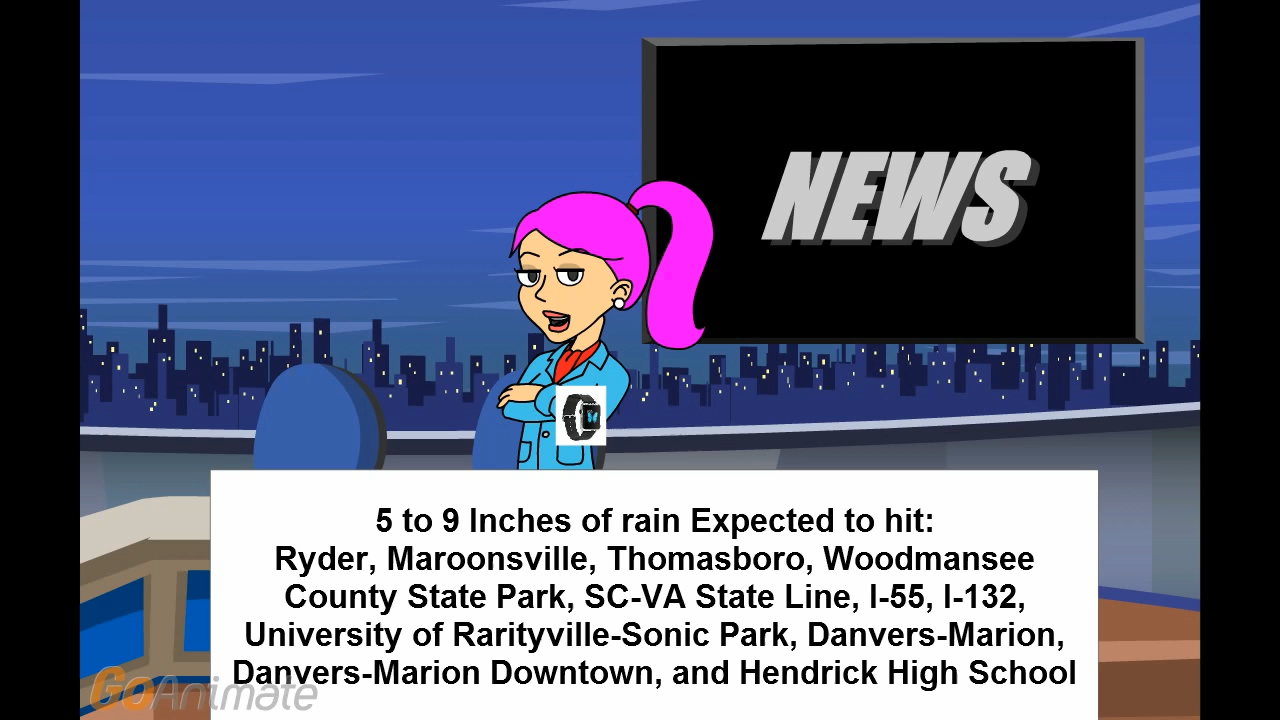 NEWS
5 to 9 Inches of rain Expected to hit:
Ryder, Maroonsville, Thomasboro, Woodmansee
County State Park, SC-VA State Line, I-55, I-132,
University of Rarityville-Sonic Park, Danvers-Marion,
Danvers-Marion Downtown, and Hendrick High School
GoAnimate